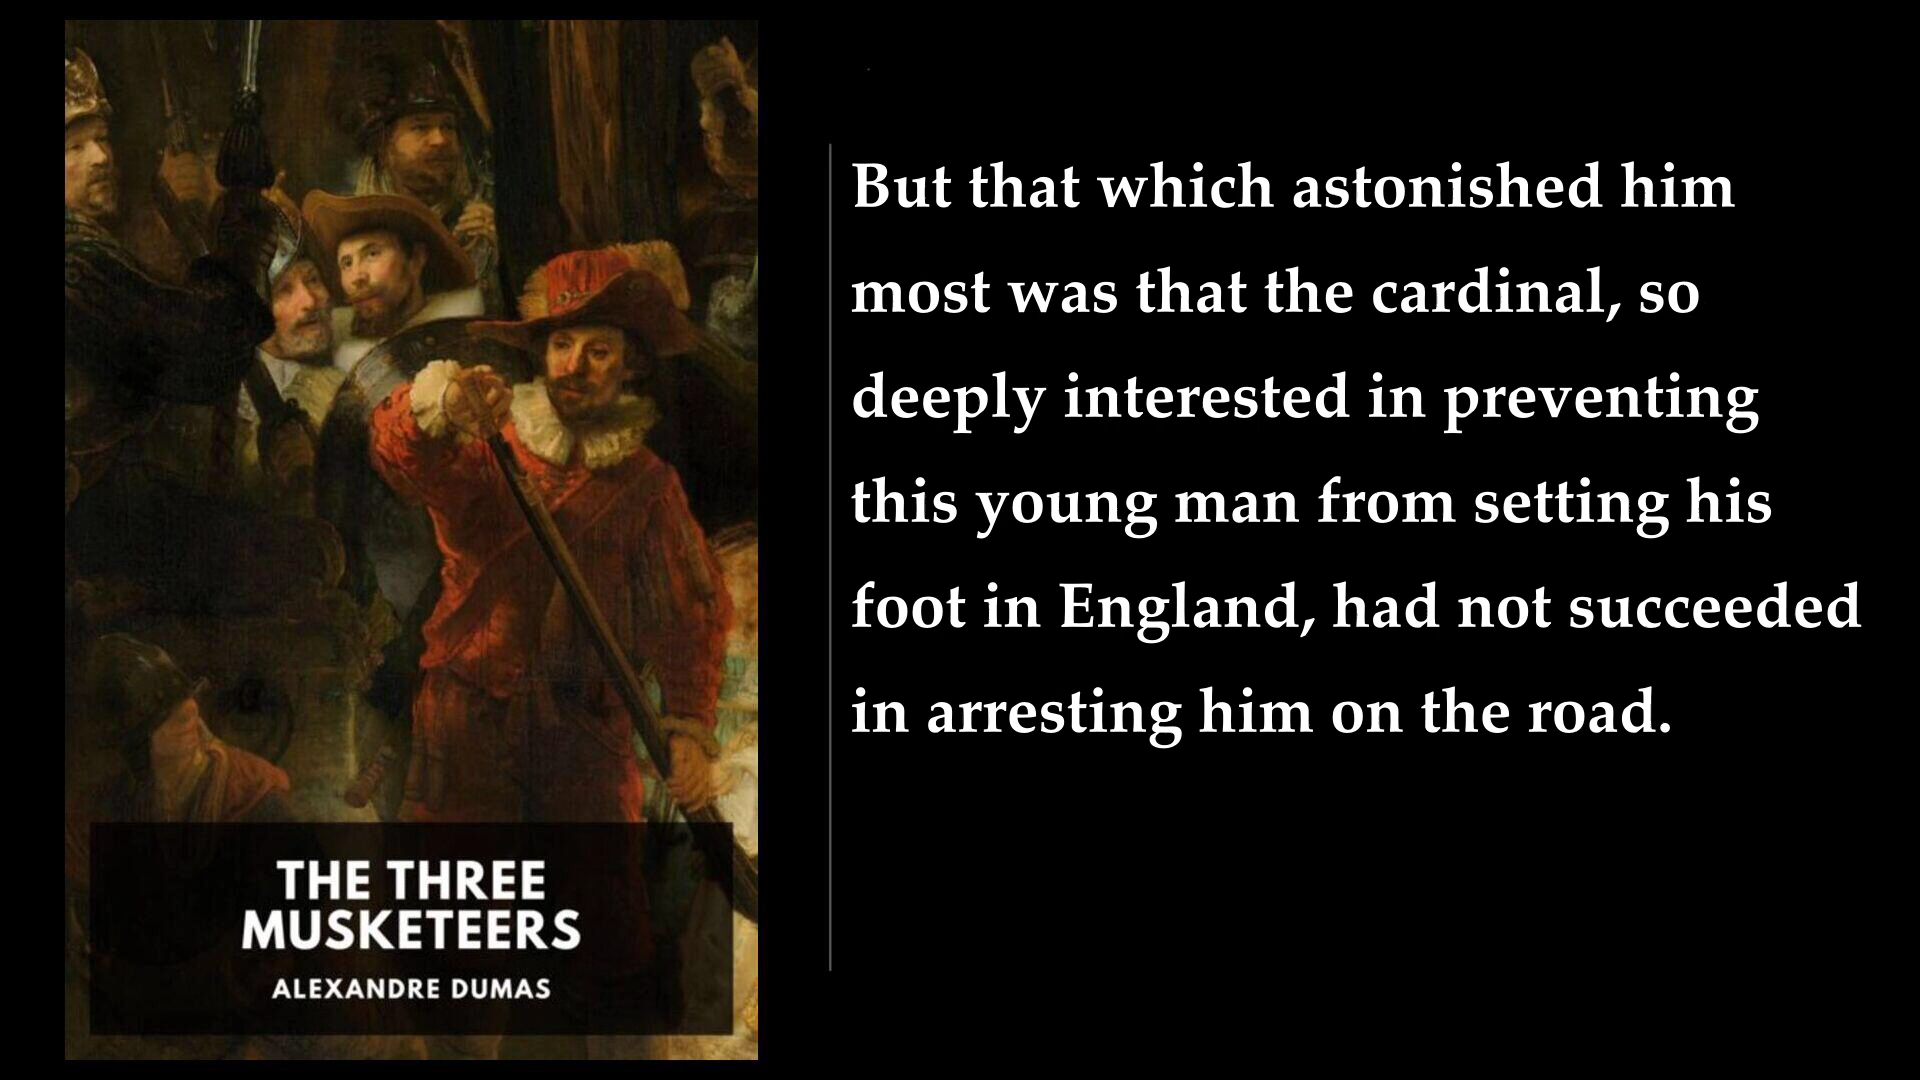 THE THREE
MUSKETEERS
ALEXANDRE DUMAS
But that which astonished him
most was that the cardinal, so
deeply interested in preventing
this young man from setting his
foot in England, had not succeeded
in arresting him on the road.